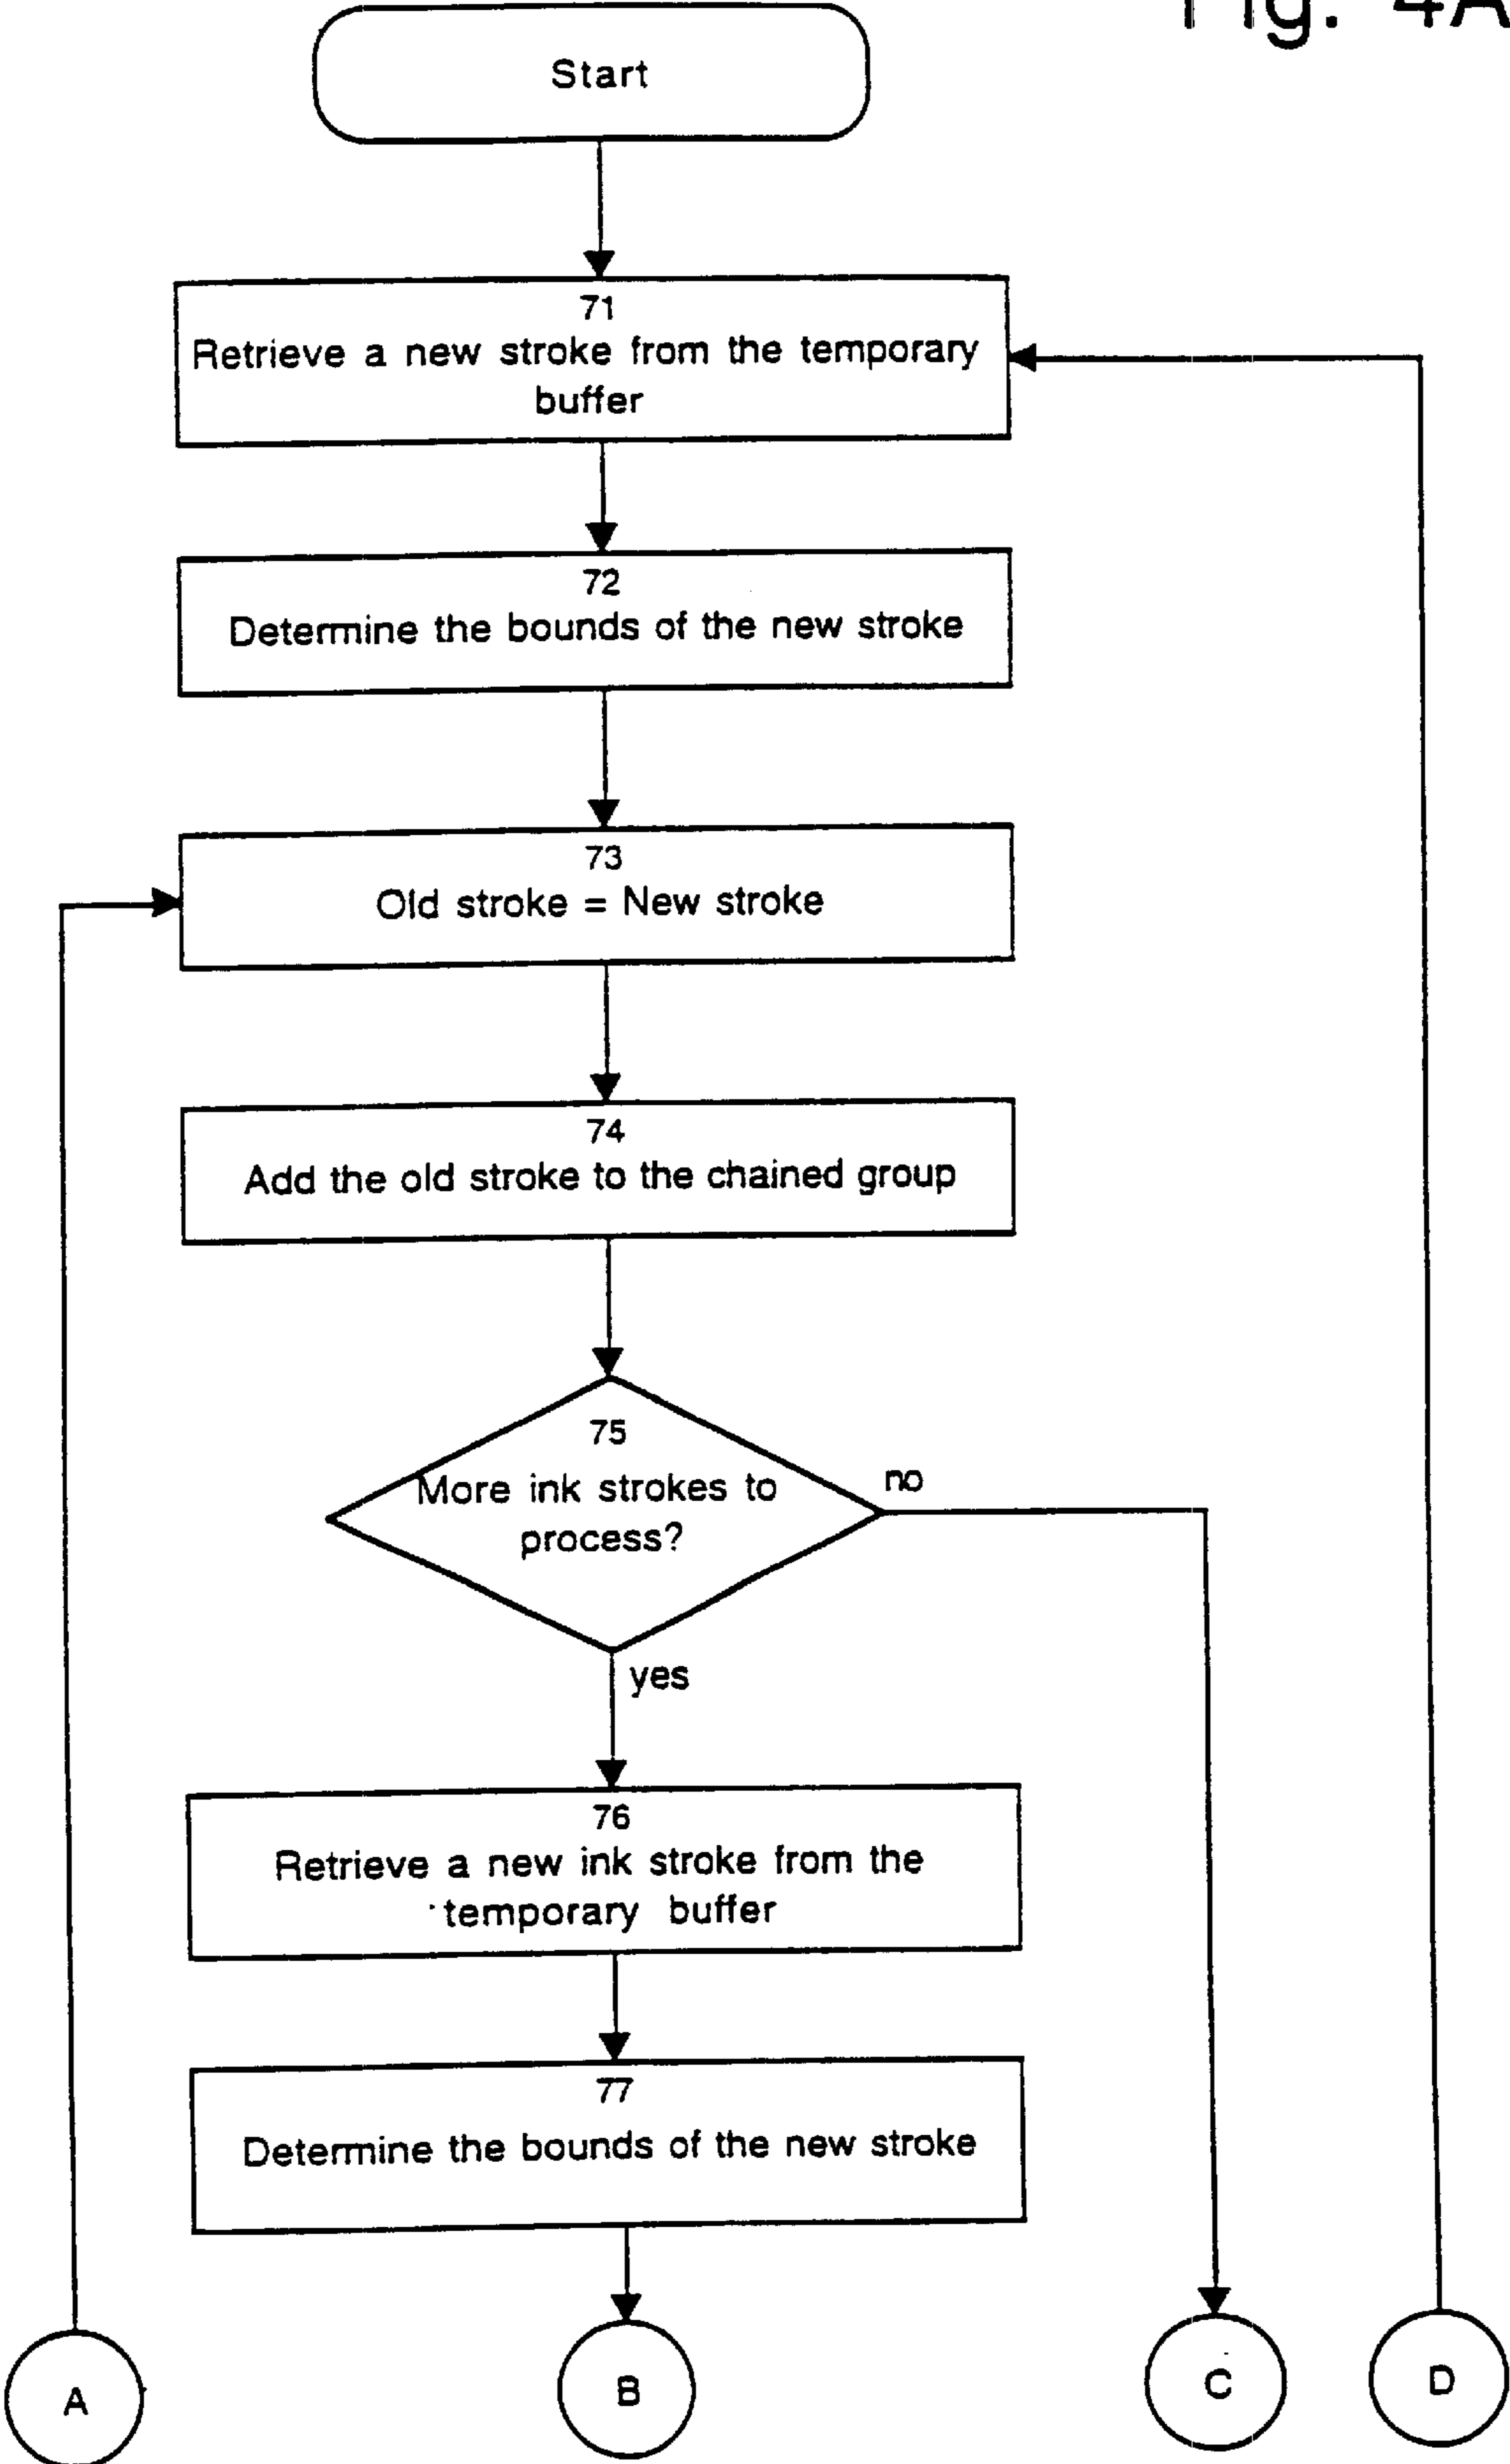 Fig. 4A
Start
71
Retrieve a new stroke from the temporary
buffer
72
Determine the bounds of the new stroke
73
Old stroke = New stroke
74
Add the old stroke to the chained group
75
More ink strokes to
process?
no
yes
76
Retrieve a new ink stroke from the
temporary buffer
77
Determine the bounds of the new stroke
A
B
C
D